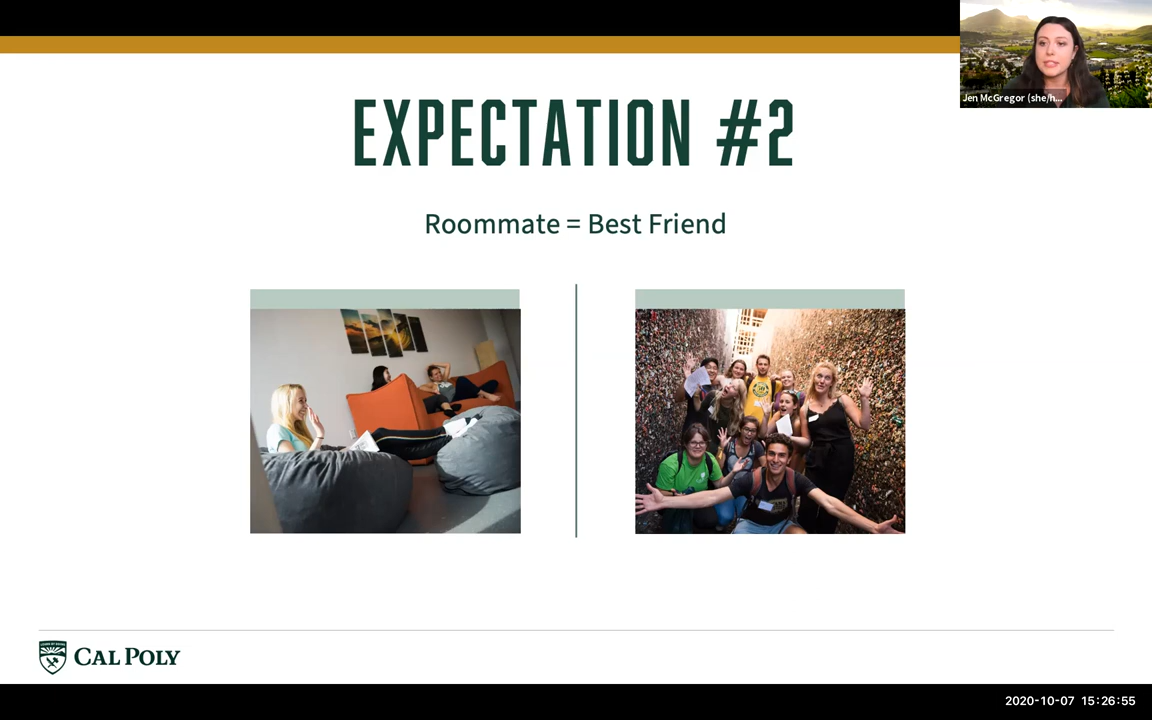 Jen McGregor (she/h...
EXPECTATION #2
Roommate = Best Friend
CAL POLY
2020-10-07 15:26:55